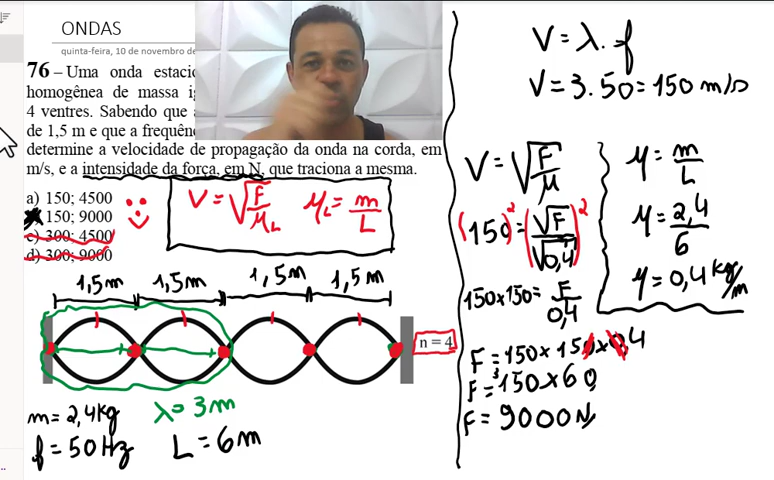 ONDAS
quinta-feira, 10 de novembro de
76 – Uma onda estacio
homogênea de massa i
4 ventres. Sabendo que
de 1,5 m e que a frequên
determine a velocidade de propagação da onda na corda, em
m/s, e a intensidade da força, em N, que traciona a mesma.
a) 150; 4500
150; 9000
c) 300; 4500
d) 300; 9000
V = √F/μL μL = m/L
1,5m 1,5m 1,5m 1,5m
n = 4
m = 2,4kg
λ = 3m
f = 50Hz
L = 6m
V = λ . f
V = 3 . 50 = 150 m/s
V = √F/μ
(150)² = (√F/√0,4)²
150x150 = F/0,4
F = 150 x 150 x 0,4
F = 150 x 60
F = 9000N
μ = m/L
μ = 2,4/6
μ = 0,4 kg/m